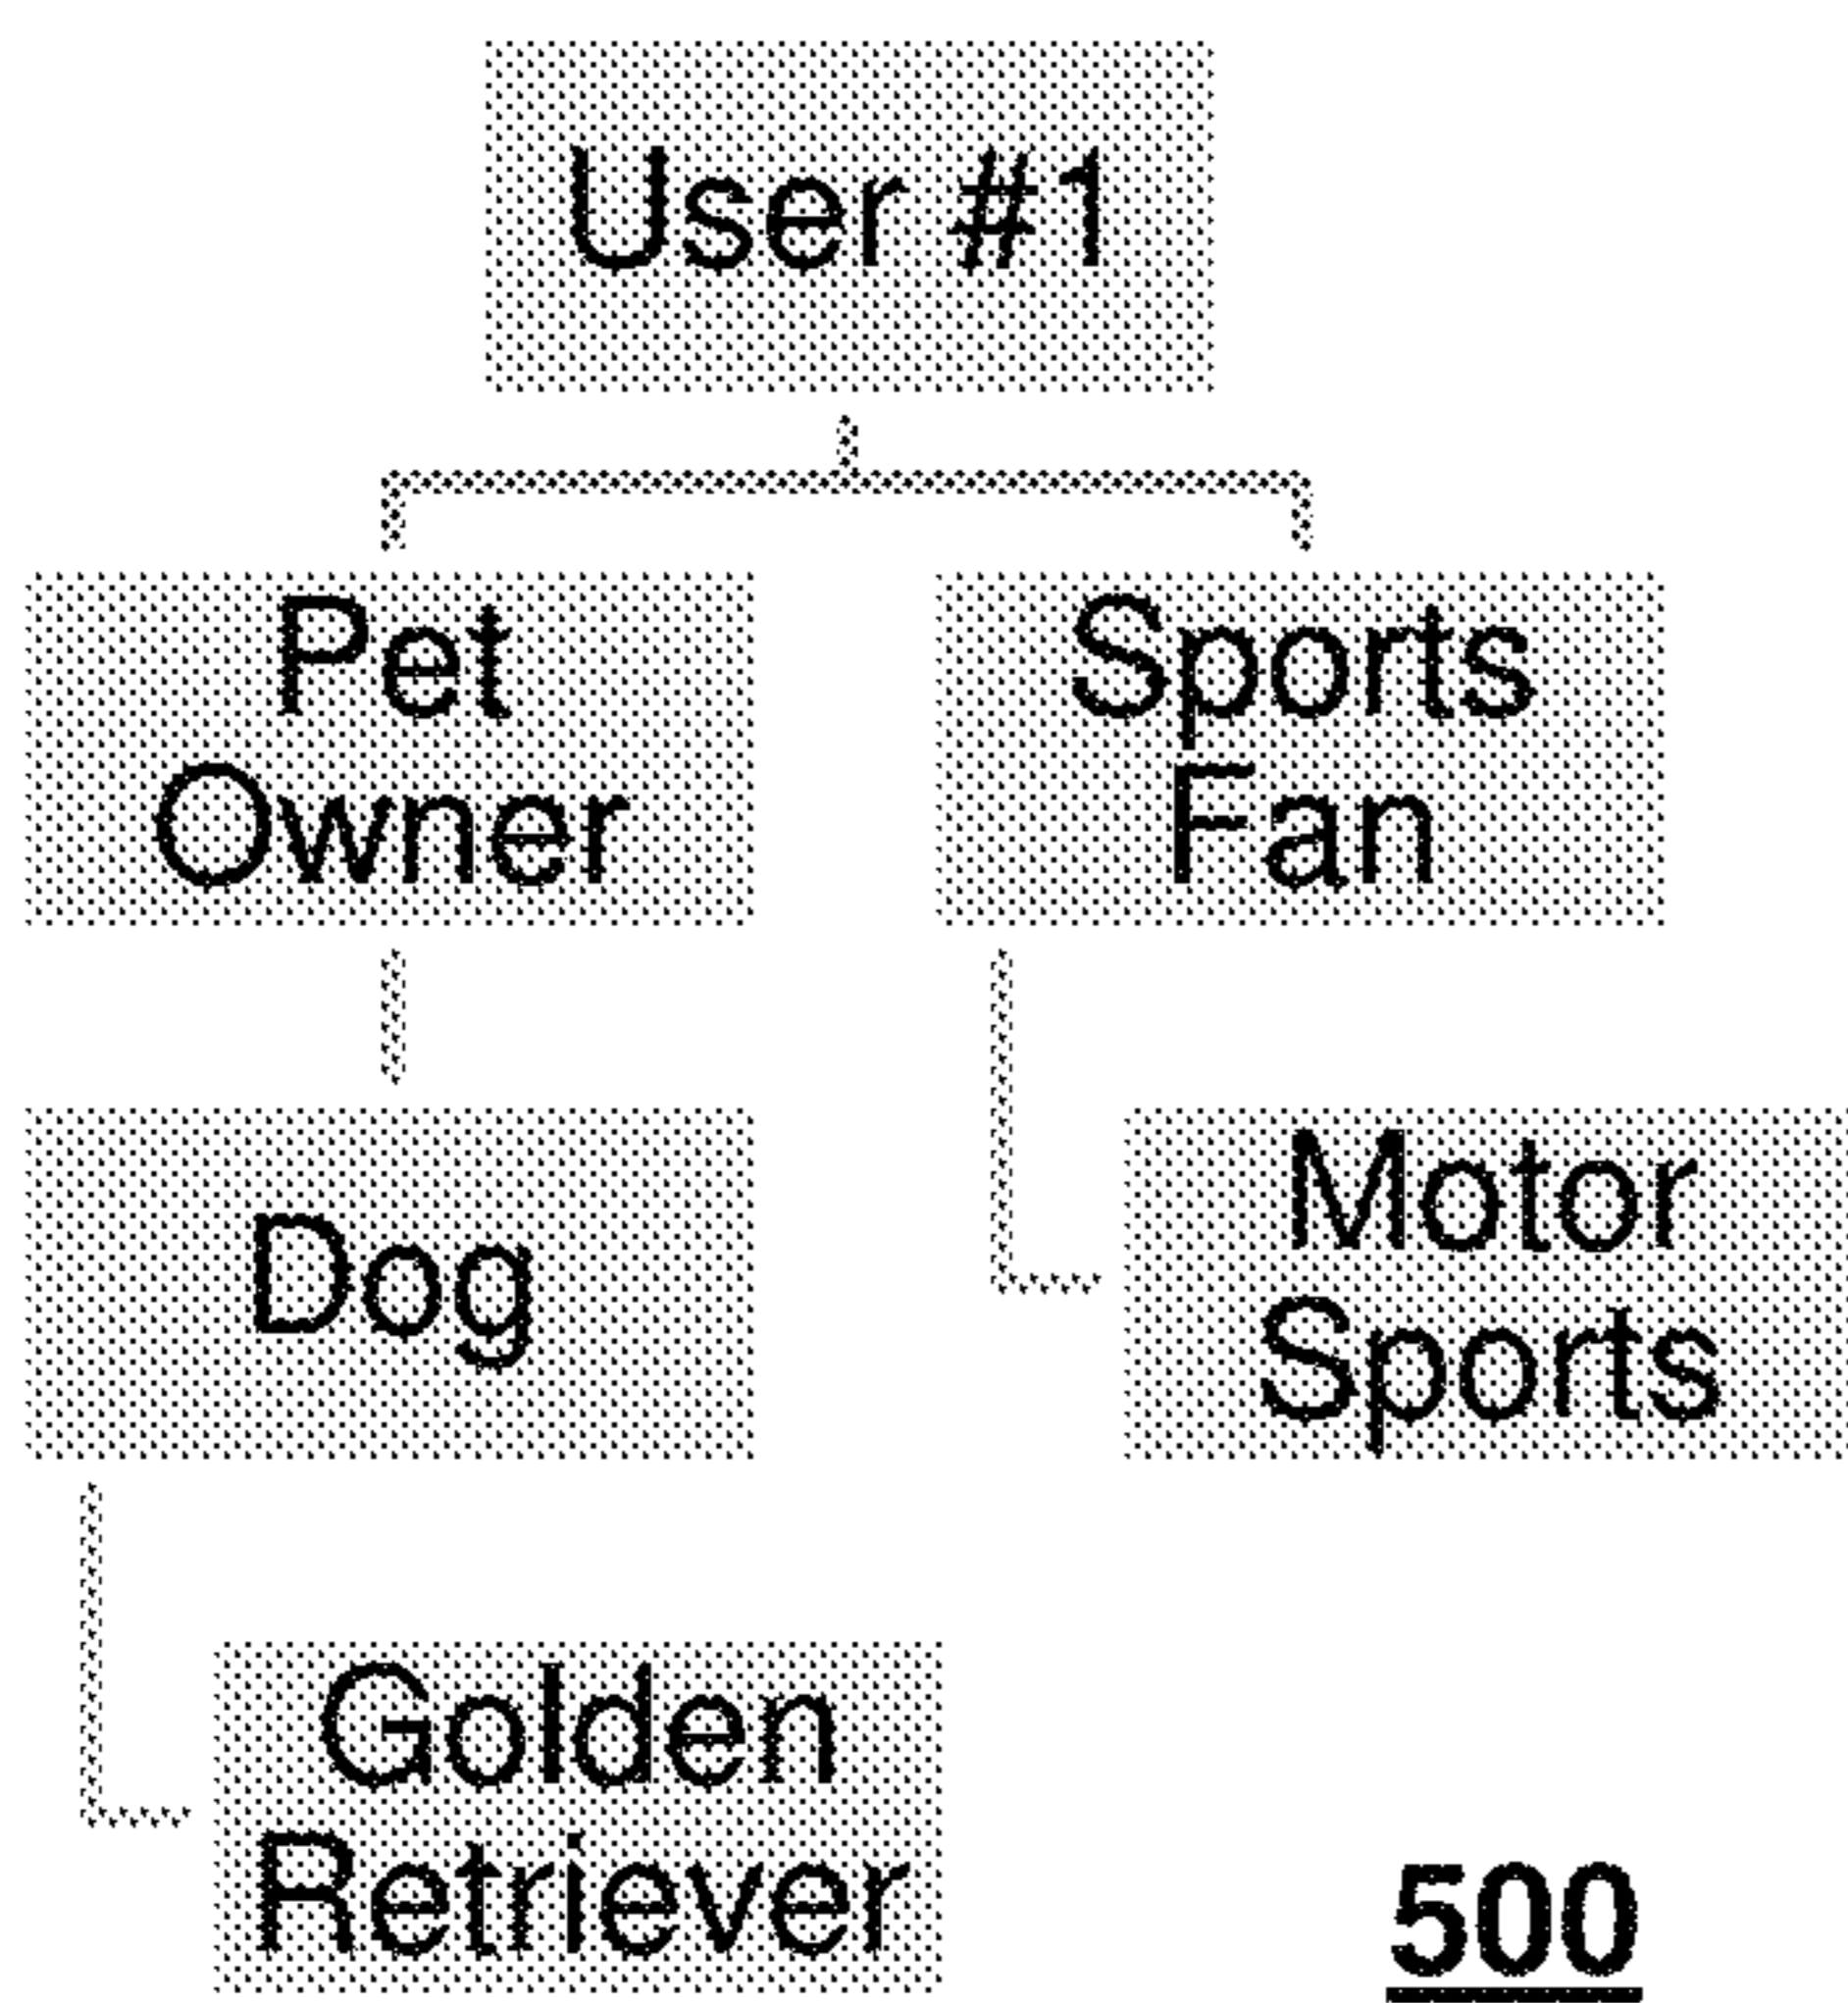 User #1
Pet
Owner
Sports
Fan
Dog
Motor
Sports
Golden
Retriever
500